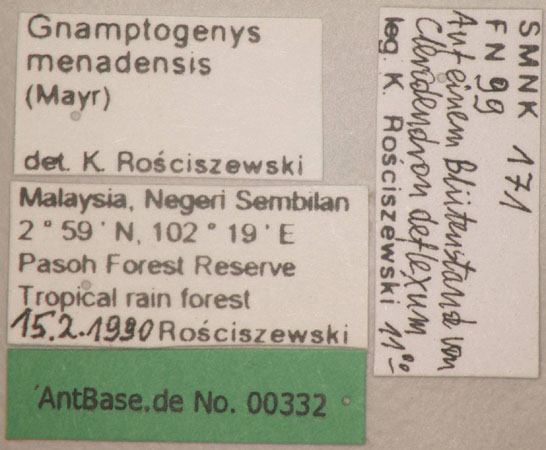 Gnamptogenys
menadensis
(Mayr)
det. K. Rościszewski
Malaysia, Negeri Sembilan
2° 59' N, 102° 19' E
Pasoh Forest Reserve
Tropical rain forest
15.2.1990 Rościszewski
AntBase.de No. 00332
SMNK 171
FN 99
Auf einem Blütenstand von
Clerodendron deflexum,
leg. K. Rościszewski 11⁰⁰